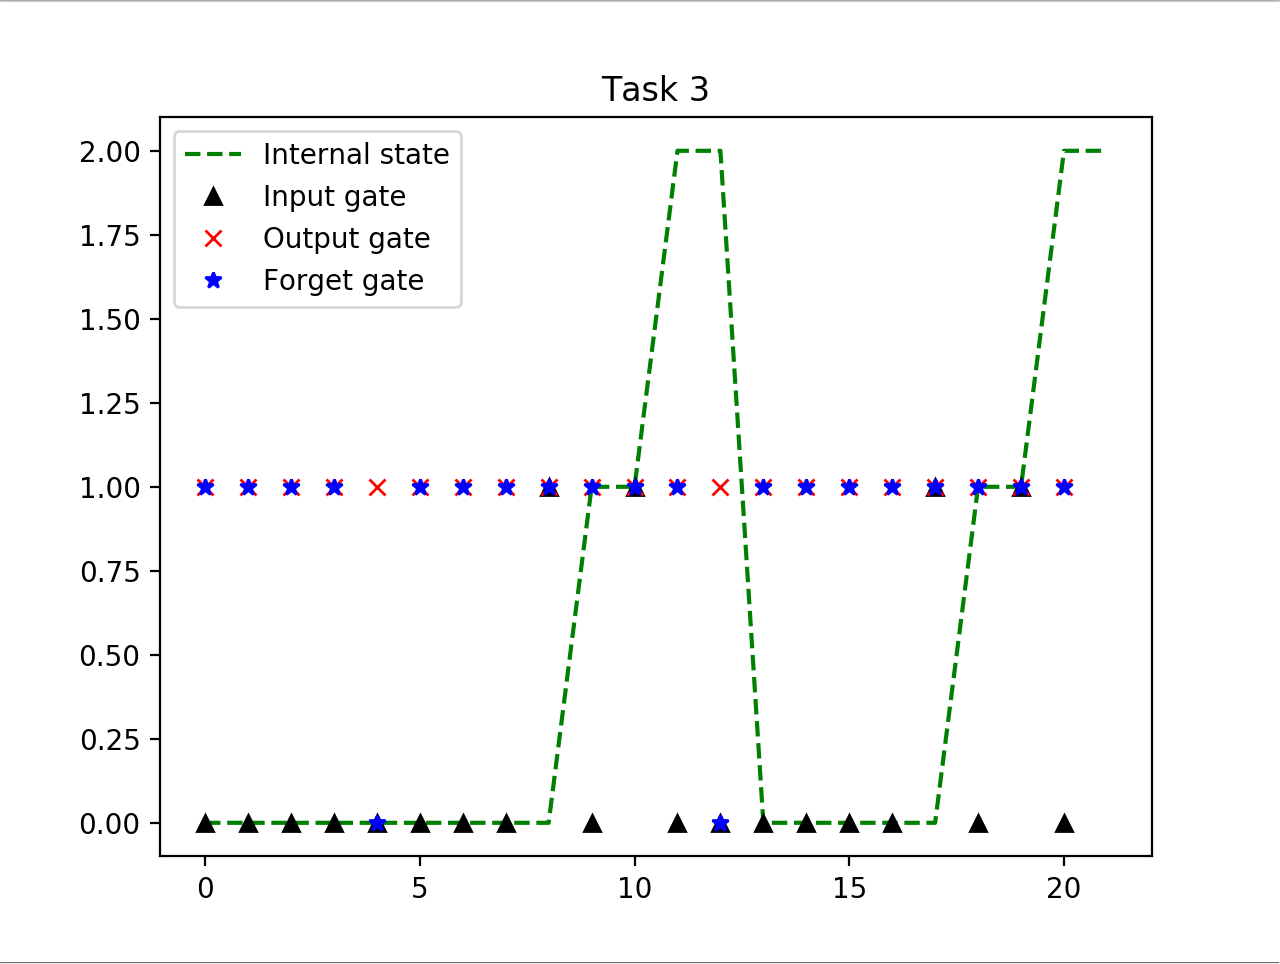 Task 3
Internal state
Input gate
Output gate
Forget gate
2.00
1.75
1.50
1.25
1.00
0.75
0.50
0.25
0.00
0 5 10 15 20